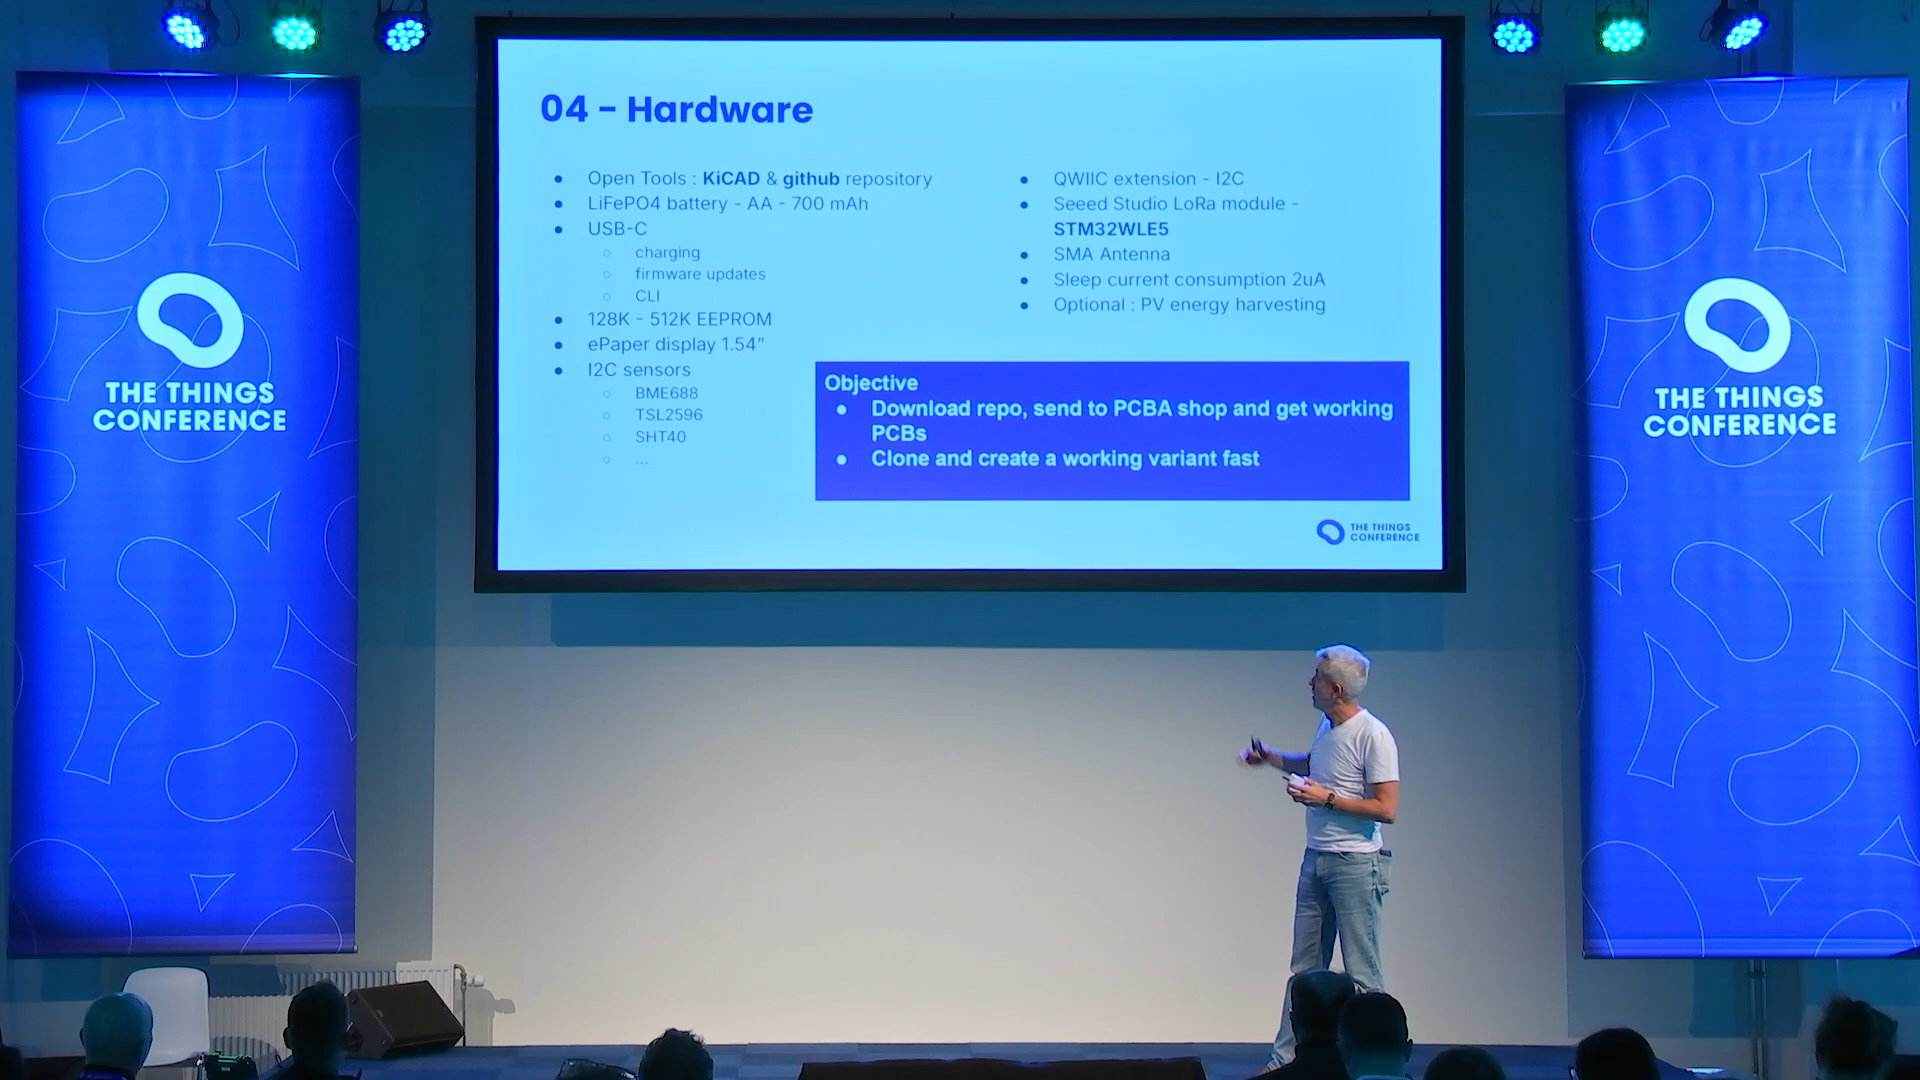 04 – Hardware
● Open Tools : KiCAD & github repository
● LiFePO4 battery - AA - 700 mAh
● USB-C
○ charging
○ firmware updates
○ CLI
● 128K - 512K EEPROM
● ePaper display 1.54”
● I2C sensors
○ BME688
○ TSL2596
○ SHT40
○ ...
● QWIIC extension - I2C
● Seeed Studio LoRa module -
STM32WLE5
● SMA Antenna
● Sleep current consumption 2uA
● Optional : PV energy harvesting
Objective
● Download repo, send to PCBA shop and get working
PCBs
● Clone and create a working variant fast
THE THINGS
CONFERENCE
THE THINGS
CONFERENCE
THE THINGS
CONFERENCE